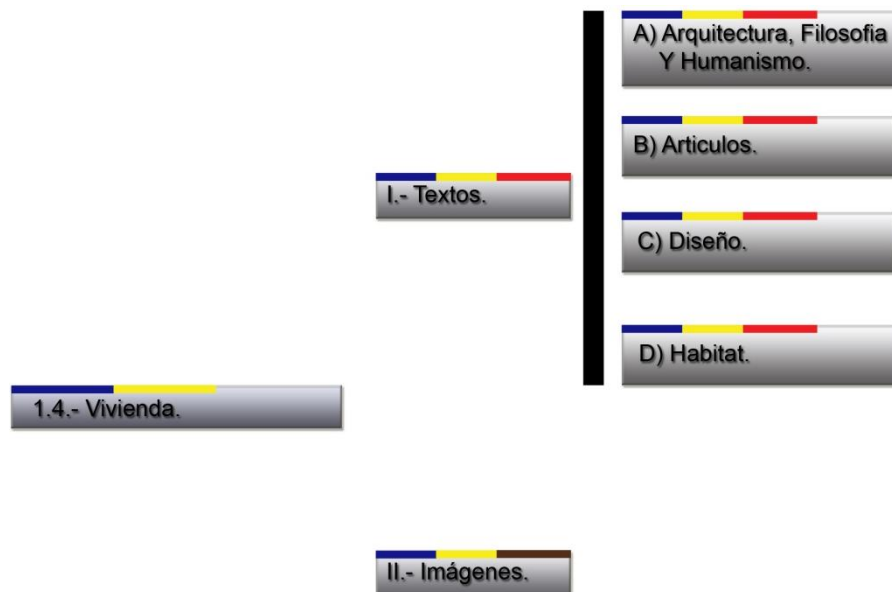 A) Arquitectura, Filosofia
Y Humanismo.
B) Articulos.
I.- Textos.
C) Diseño.
D) Habitat.
1.4.- Vivienda.
II.- Imágenes.